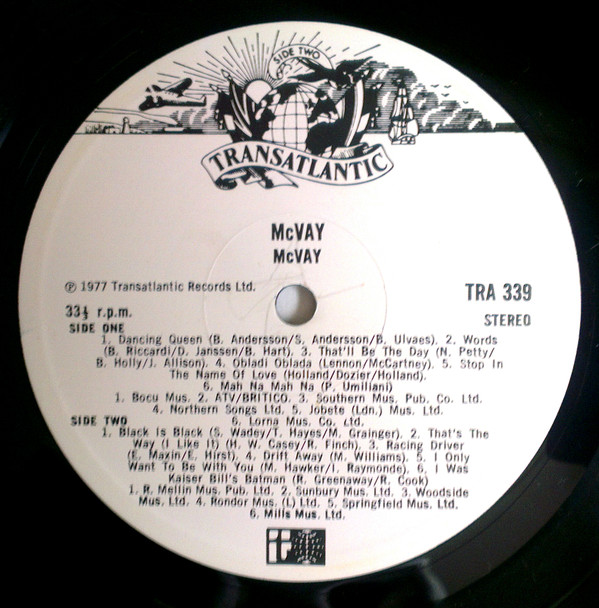 SIDE TWO
TRANSATLANTIC
McVAY
McVAY
℗ 1977 Transatlantic Records Ltd.
TRA 339
33⅓ r.p.m.
STEREO
SIDE ONE
1. Dancing Queen (B. Andersson/S. Andersson/B. Ulvaes). 2. Words
(B. Riccardi/D. Janssen/B. Hart). 3. That'll Be The Day (N. Petty/
B. Holly/J. Allison). 4. Obladi Oblada (Lennon/McCartney). 5. Stop In
The Name Of Love (Holland/Dozier/Holland).
6. Mah Na Mah Na (P. Umiliani)
1. Bocu Mus. 2. ATV/BRITICO. 3. Southern Mus. Pub. Co. Ltd.
4. Northern Songs Ltd. 5. Jobete (Ldn.) Mus. Ltd.
6. Lorna Mus. Co. Ltd.
SIDE TWO
1. Black Is Black (S. Wadey/T. Hayes/M. Grainger). 2. That's The
Way (I Like It) (H. W. Casey/R. Finch). 3. Racing Driver
(E. Maxin/E. Hirst). 4. Drift Away (M. Williams). 5. I Only
Want To Be With You (M. Hawker/I. Raymonde). 6. I Was
Kaiser Bill's Batman (R. Greenaway/R. Cook)
1. R. Mellin Mus. Pub. Ltd. 2. Sunbury Mus. Ltd. 3. Woodside
Mus. Ltd. 4. Rondor Mus. (L) Ltd. 5. Springfield Mus. Ltd.
6. Mills Mus. Ltd.